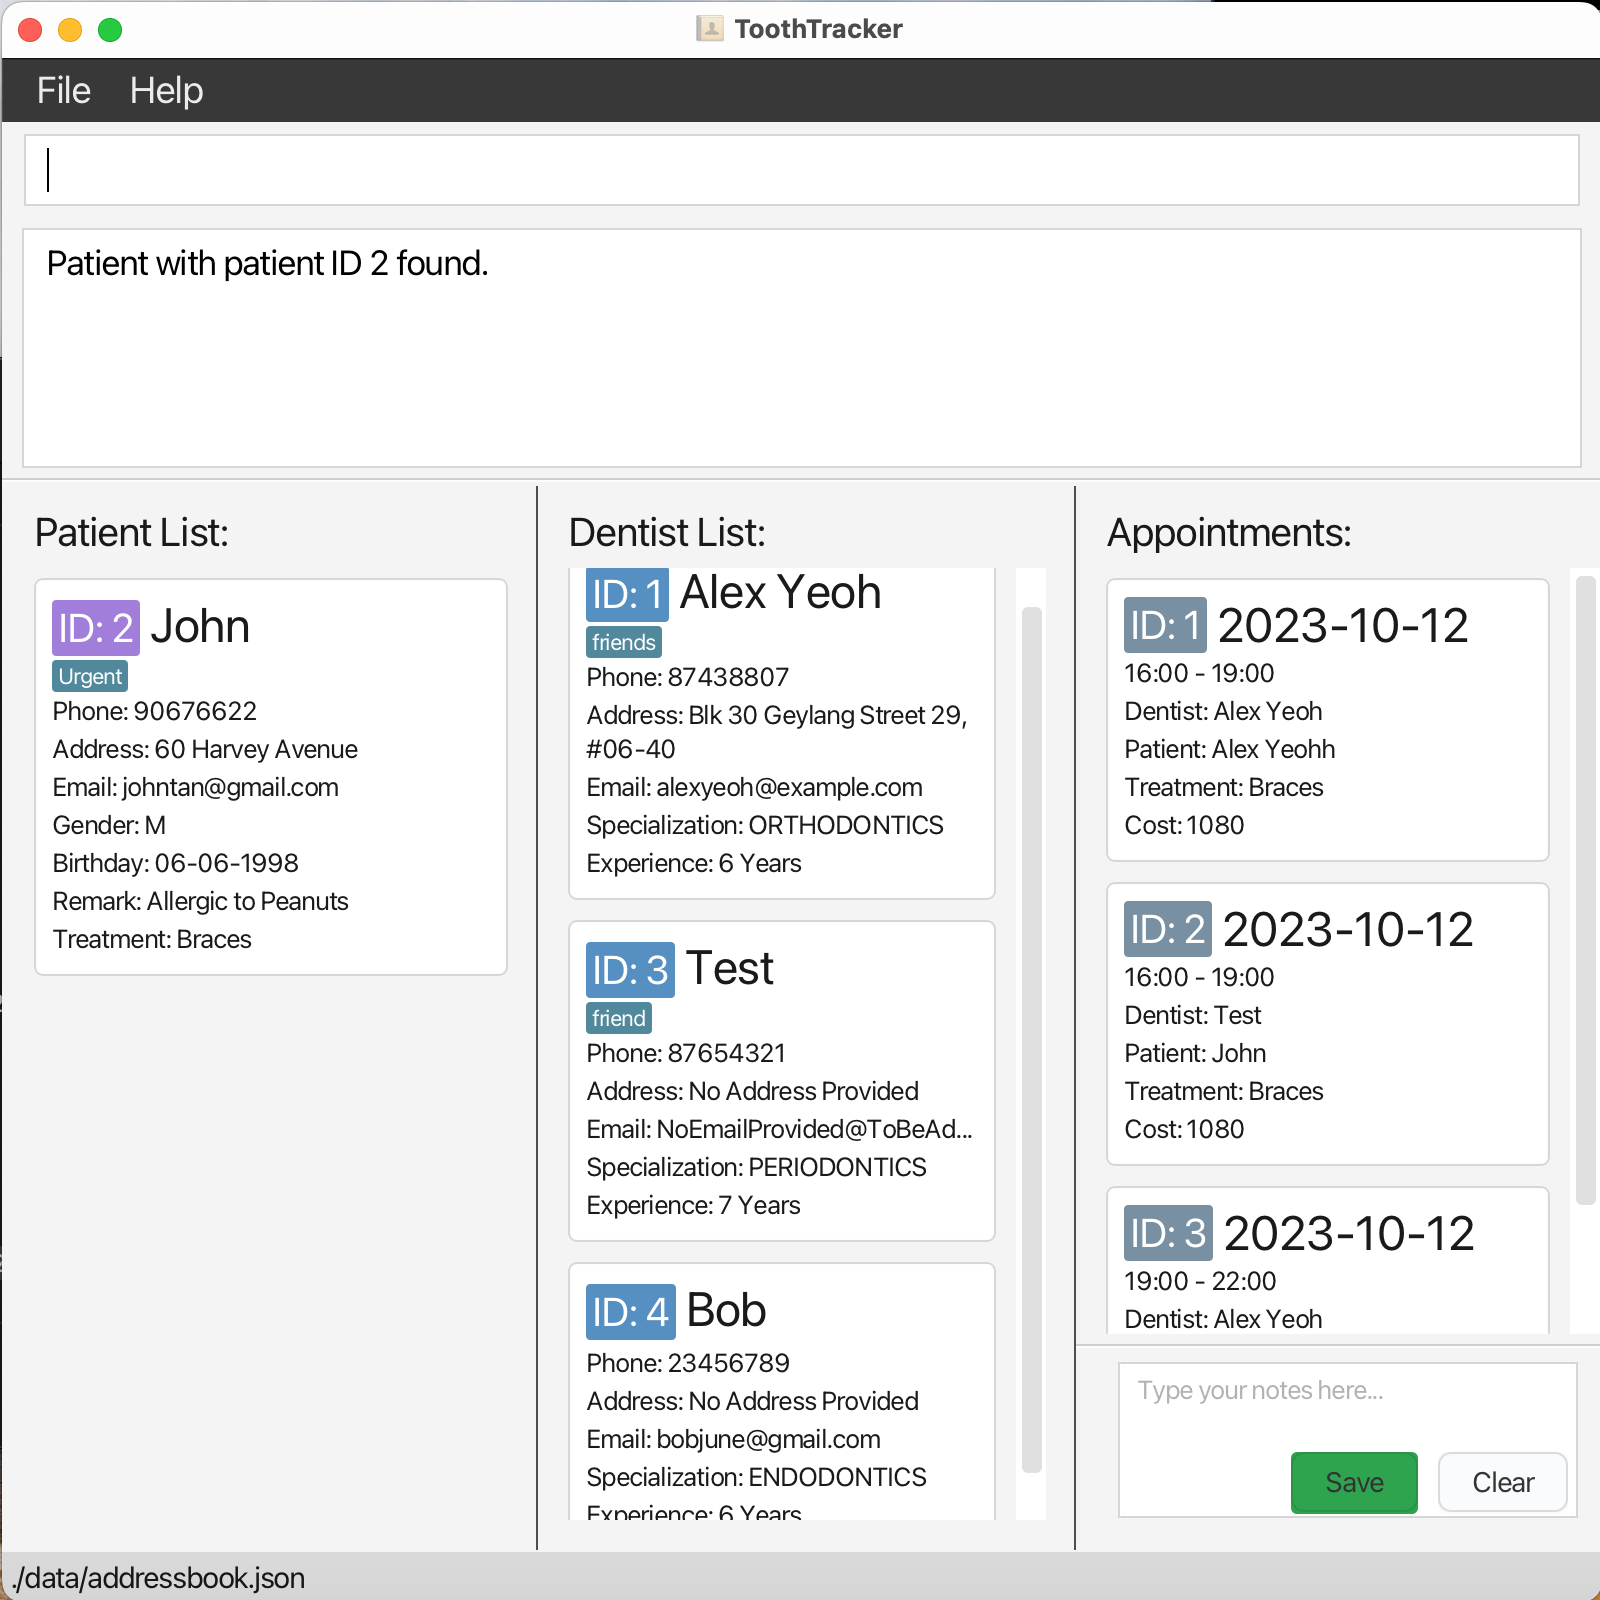 ToothTracker
File Help
Patient with patient ID 2 found.
Patient List:
ID: 2 John
Urgent
Phone: 90676622
Address: 60 Harvey Avenue
Email: johntan@gmail.com
Gender: M
Birthday: 06-06-1998
Remark: Allergic to Peanuts
Treatment: Braces
Dentist List:
ID: 1 Alex Yeoh
friends
Phone: 87438807
Address: Blk 30 Geylang Street 29,
#06-40
Email: alexyeoh@example.com
Specialization: ORTHODONTICS
Experience: 6 Years
ID: 3 Test
friend
Phone: 87654321
Address: No Address Provided
Email: NoEmailProvided@ToBeAd...
Specialization: PERIODONTICS
Experience: 7 Years
ID: 4 Bob
Phone: 23456789
Address: No Address Provided
Email: bobjune@gmail.com
Specialization: ENDODONTICS
Experience: 6 Years
Appointments:
ID: 1 2023-10-12
16:00 - 19:00
Dentist: Alex Yeoh
Patient: Alex Yeohh
Treatment: Braces
Cost: 1080
ID: 2 2023-10-12
16:00 - 19:00
Dentist: Test
Patient: John
Treatment: Braces
Cost: 1080
ID: 3 2023-10-12
19:00 - 22:00
Dentist: Alex Yeoh
Type your notes here...
Save Clear
./data/addressbook.json